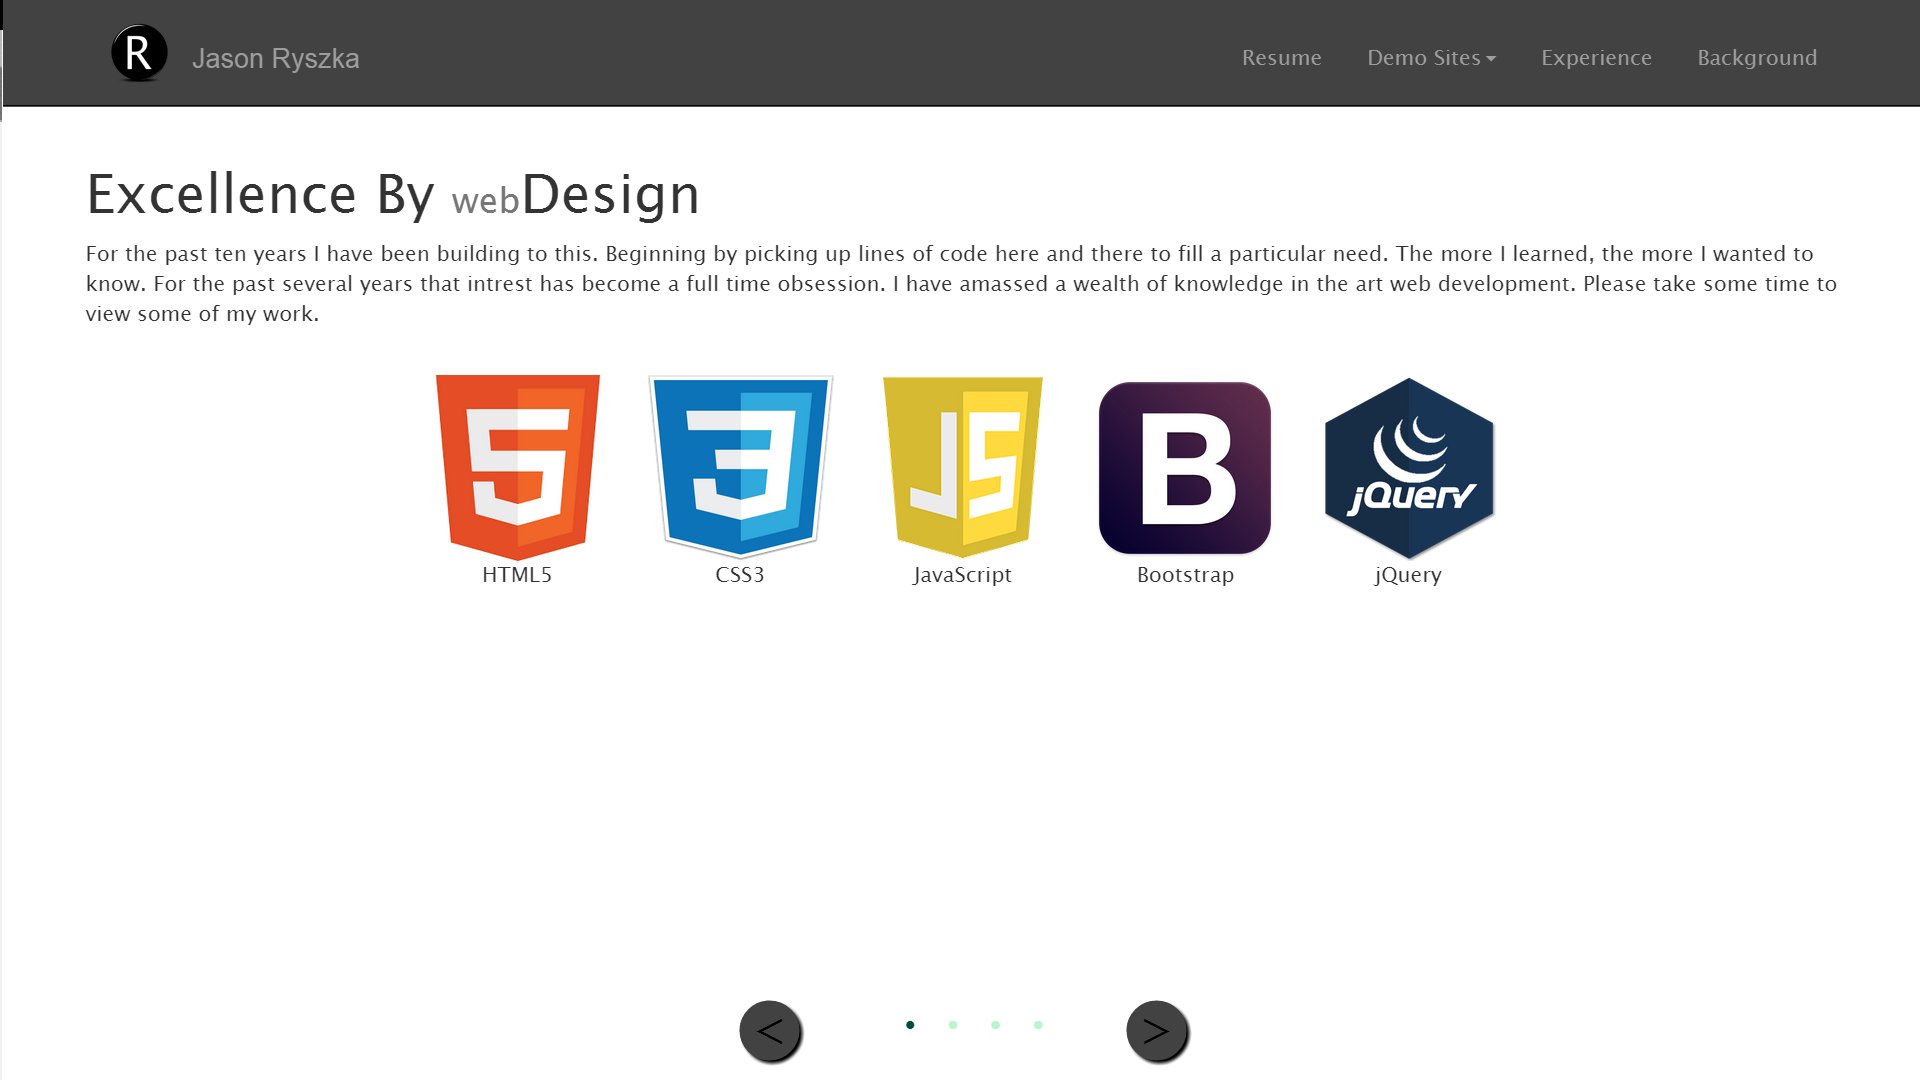 R
Jason Ryszka
Resume Demo Sites Experience Background
Excellence By webDesign
For the past ten years I have been building to this. Beginning by picking up lines of code here and there to fill a particular need. The more I learned, the more I wanted to
know. For the past several years that intrest has become a full time obsession. I have amassed a wealth of knowledge in the art web development. Please take some time to
view some of my work.
5 3 JS B jQuery
HTML5 CSS3 JavaScript Bootstrap jQuery
< >